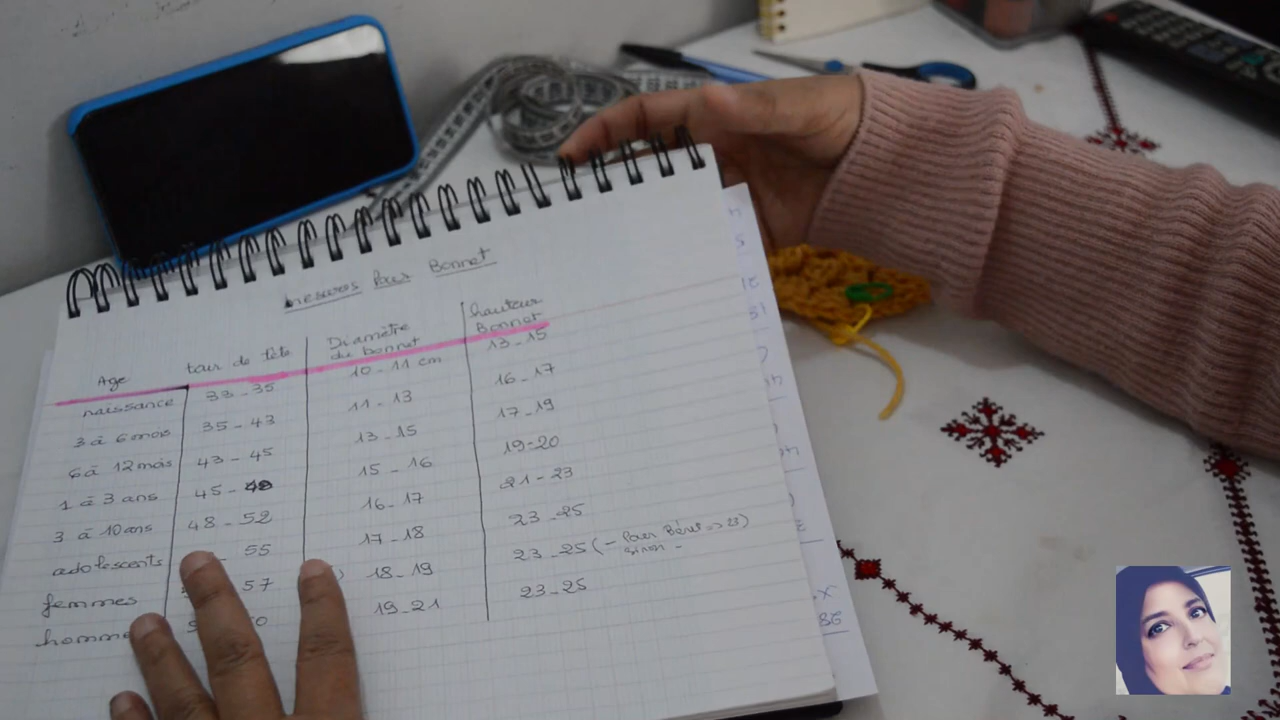 mesures Pour Bonnet
Age tour de tête Diamètre du bonnet hauteur Bonnet
naissance 33-35 10-11 cm 13-15
3 à 6 mois 35-43 11-13 16-17
6 à 12 mois 43-45 13-15 17-19
1 à 3 ans 45- 15-16 19-20
3 à 10 ans 48-52 16-17 21-23
adolescents - 55 17-18 23-25
femmes 57 18-19 23-25 (- Pour Béret => 23)
sinon -
homme 19-21 23-25